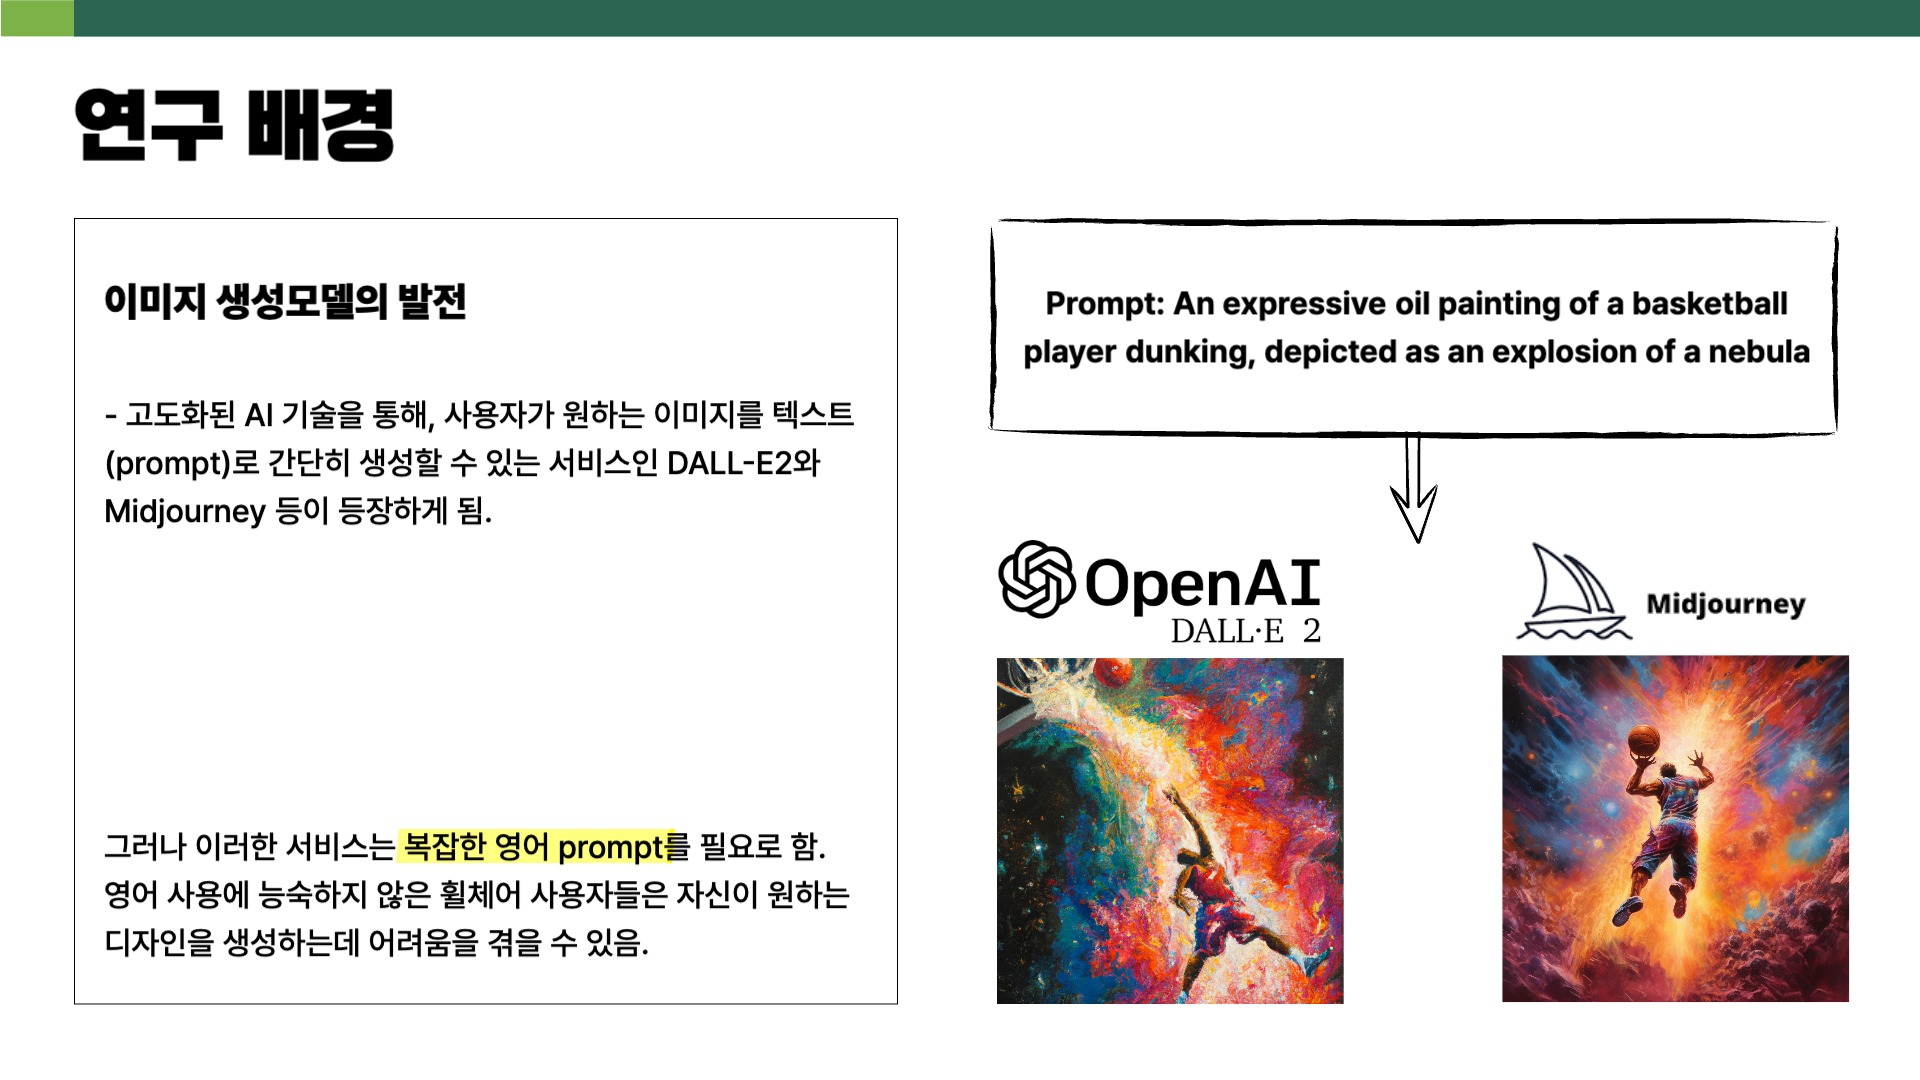 연구 배경
이미지 생성모델의 발전
- 고도화된 AI 기술을 통해, 사용자가 원하는 이미지를 텍스트
(prompt)로 간단히 생성할 수 있는 서비스인 DALL-E2와
Midjourney 등이 등장하게 됨.
그러나 이러한 서비스는 복잡한 영어 prompt를 필요로 함.
영어 사용에 능숙하지 않은 휠체어 사용자들은 자신이 원하는
디자인을 생성하는데 어려움을 겪을 수 있음.
Prompt: An expressive oil painting of a basketball
player dunking, depicted as an explosion of a nebula
OpenAI
DALL·E 2
Midjourney